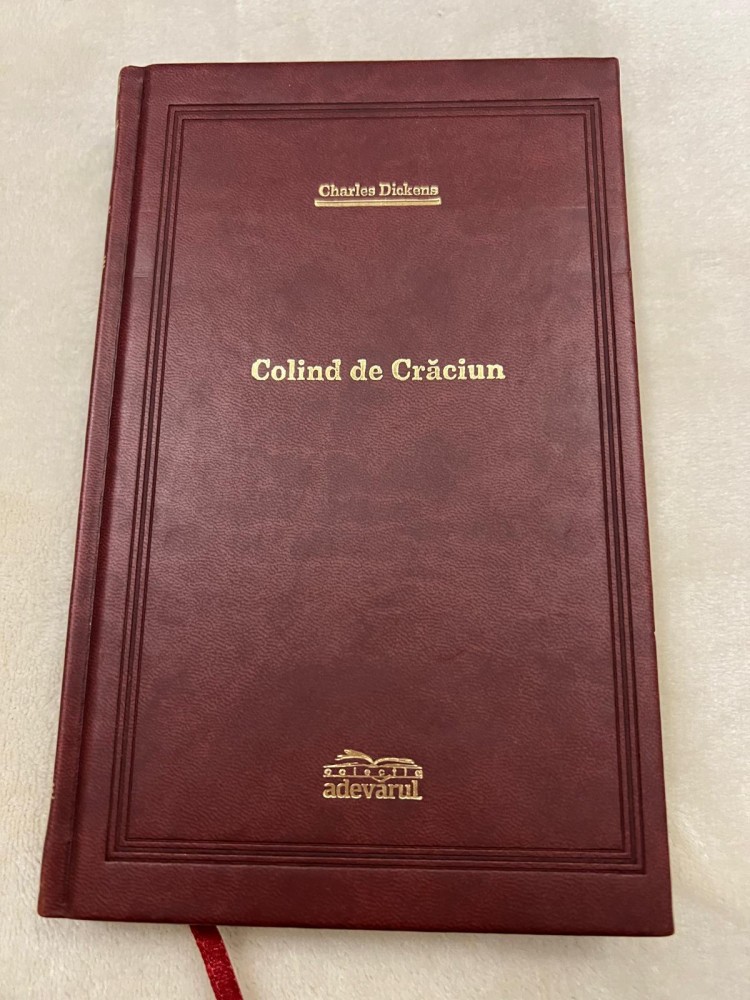 Charles Dickens
Colind de Crăciun
colecția
adevărul